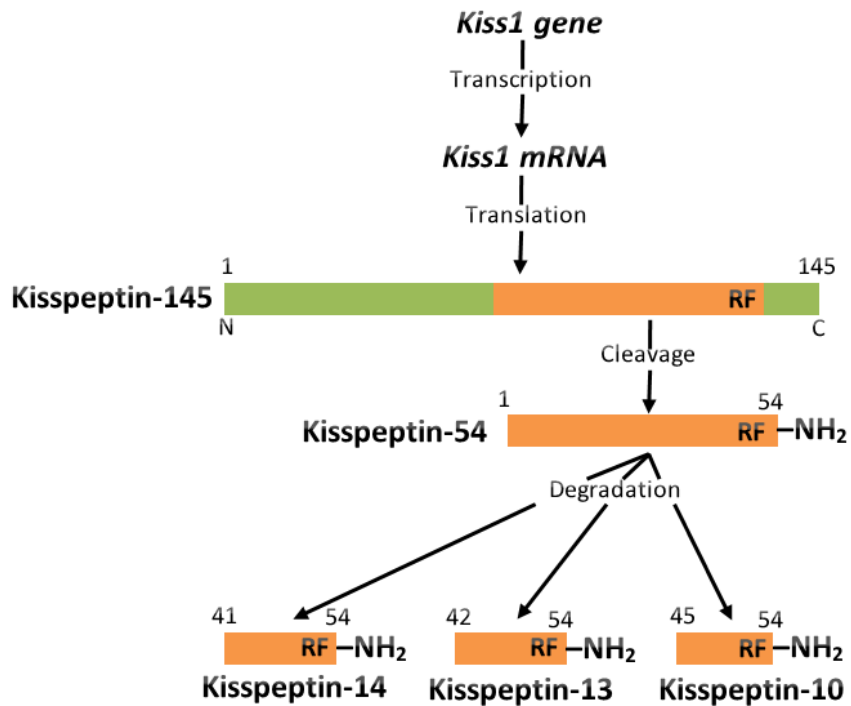 Kiss1 gene
Transcription
Kiss1 mRNA
Translation
1 145
Kisspeptin-145 RF
N C
Cleavage
1 54
Kisspeptin-54 RF NH₂
Degradation
41 54 42 54 45 54
RF NH₂ RF NH₂ RF NH₂
Kisspeptin-14 Kisspeptin-13 Kisspeptin-10